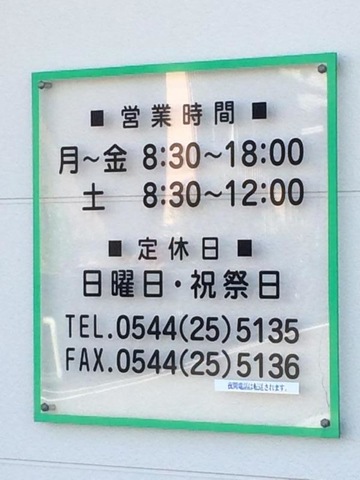 ■ 営業時間 ■
月～金 8:30～18:00
土 8:30～12:00
■ 定休日 ■
日曜日・祝祭日
TEL.0544(25)5135
FAX.0544(25)5136
夜間電話は転送されます。